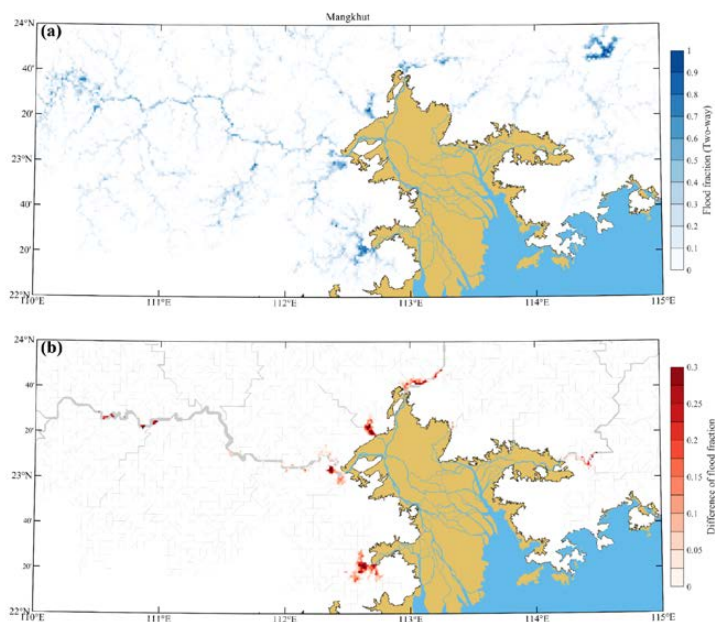 Mangkhut
(a)
24°N
40'
20'
23°N
40'
20'
22°N
110°E
111°E
112°E
113°E
114°E
115°E
1
0.9
0.8
0.7
0.6
0.5
0.4
0.3
0.2
0.1
0
Flood fraction (Two-way)
(b)
24°N
40'
20'
23°N
40'
20'
22°N
110°E
111°E
112°E
113°E
114°E
115°E
0.3
0.25
0.2
0.15
0.1
0.05
0
Difference of flood fraction